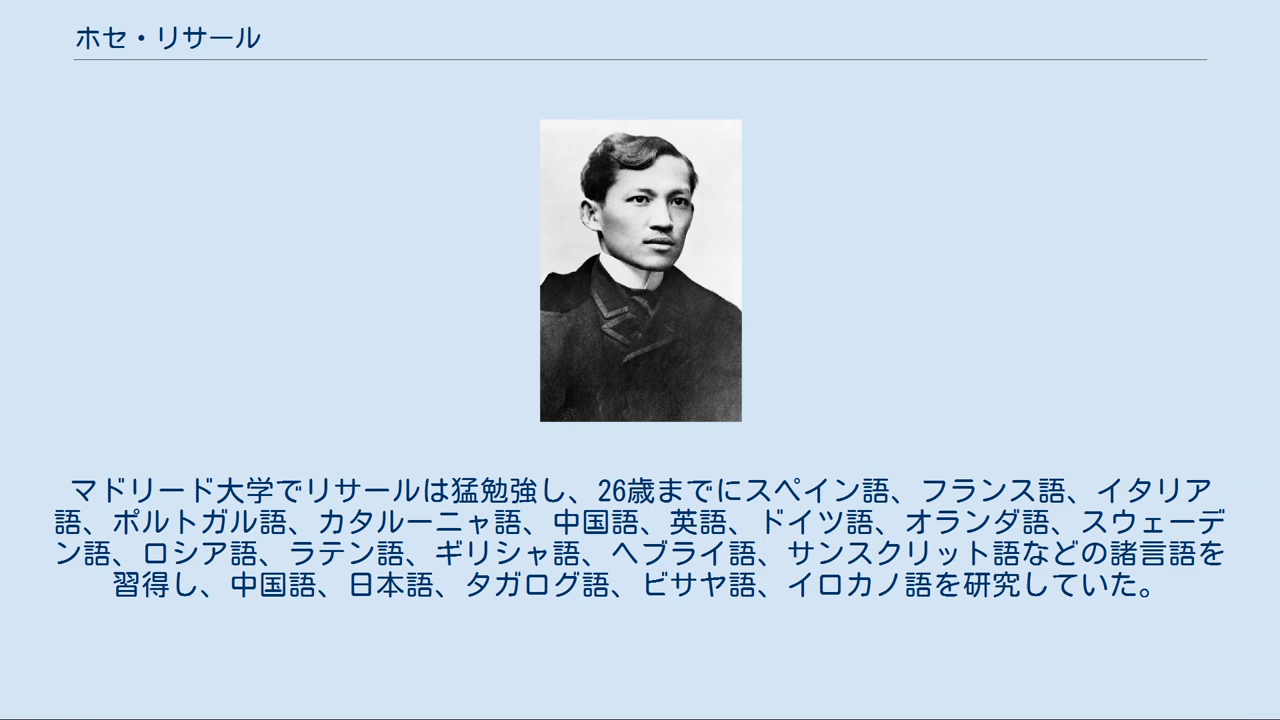 ホセ・リサール
マドリード大学でリサールは猛勉強し、26歳までにスペイン語、フランス語、イタリア
語、ポルトガル語、カタルーニャ語、中国語、英語、ドイツ語、オランダ語、スウェーデ
ン語、ロシア語、ラテン語、ギリシャ語、ヘブライ語、サンスクリット語などの諸言語を
習得し、中国語、日本語、タガログ語、ビサヤ語、イロカノ語を研究していた。